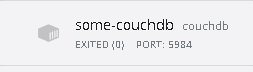 some-couchdb couchdb
EXITED (0) PORT: 5984